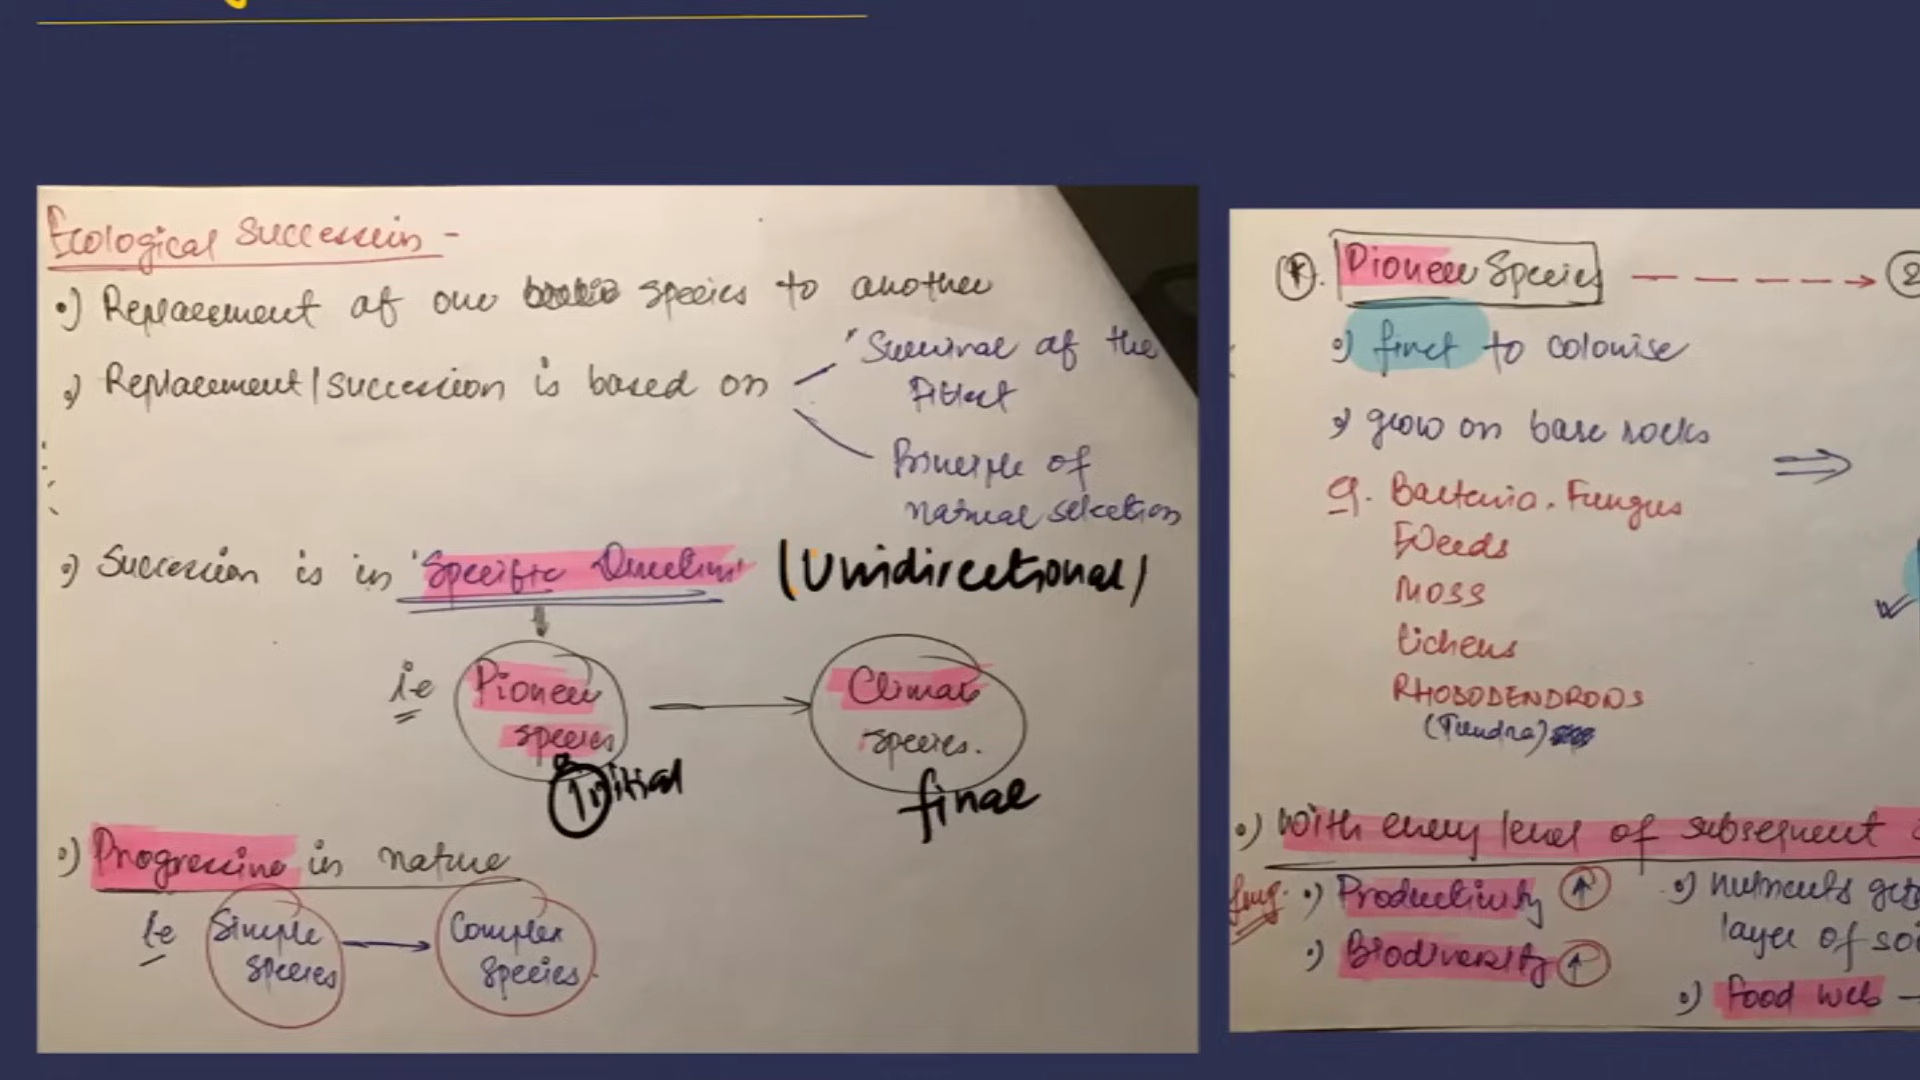 Ecological Succession -
•) Replacement of one species to another
•) Replacement/succession is based on
'Survival of the
Fittest
Principle of
natural selection
•) Succession is in 'Specific Direction' (Unidirectional)
i.e Pioneer
species
Initial
Climax
species.
final
•) Progressive in nature
i.e Simple
species
Complex
species.
Pioneer Species
2
•) first to colonise
•) grow on bare rocks
eg. Bacteria. Fungus
Weeds
Moss
Lichens
RHODODENDRONS
(Tundra)
•) With every level of subsequent
•) Productivity ↑
•) Biodiversity ↑
•) nutrients get
layer of soi
•) Food web -